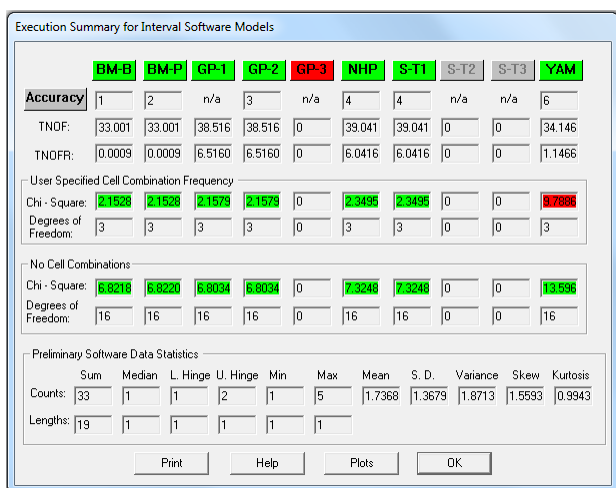 Execution Summary for Interval Software Models
BM-B BM-P GP-1 GP-2 GP-3 NHP S-T1 S-T2 S-T3 YAM
Accuracy 1 2 n/a 3 n/a 4 4 n/a n/a 6
TNOF: 33.001 33.001 38.516 38.516 0 39.041 39.041 0 0 34.146
TNOFR: 0.0009 0.0009 6.5160 6.5160 0 6.0416 6.0416 0 0 1.1466
User Specified Cell Combination Frequency
Chi - Square: 2.1528 2.1528 2.1579 2.1579 0 2.3495 2.3495 0 0 9.7886
Degrees of
Freedom: 3 3 3 3 0 3 3 0 0 3
No Cell Combinations
Chi - Square: 6.8218 6.8220 6.8034 6.8034 0 7.3248 7.3248 0 0 13.596
Degrees of
Freedom: 16 16 16 16 0 16 16 0 0 16
Preliminary Software Data Statistics
Sum Median L. Hinge U. Hinge Min Max Mean S. D. Variance Skew Kurtosis
Counts: 33 1 1 2 1 5 1.7368 1.3679 1.8713 1.5593 0.9943
Lengths: 19 1 1 1 1 1
Print Help Plots OK